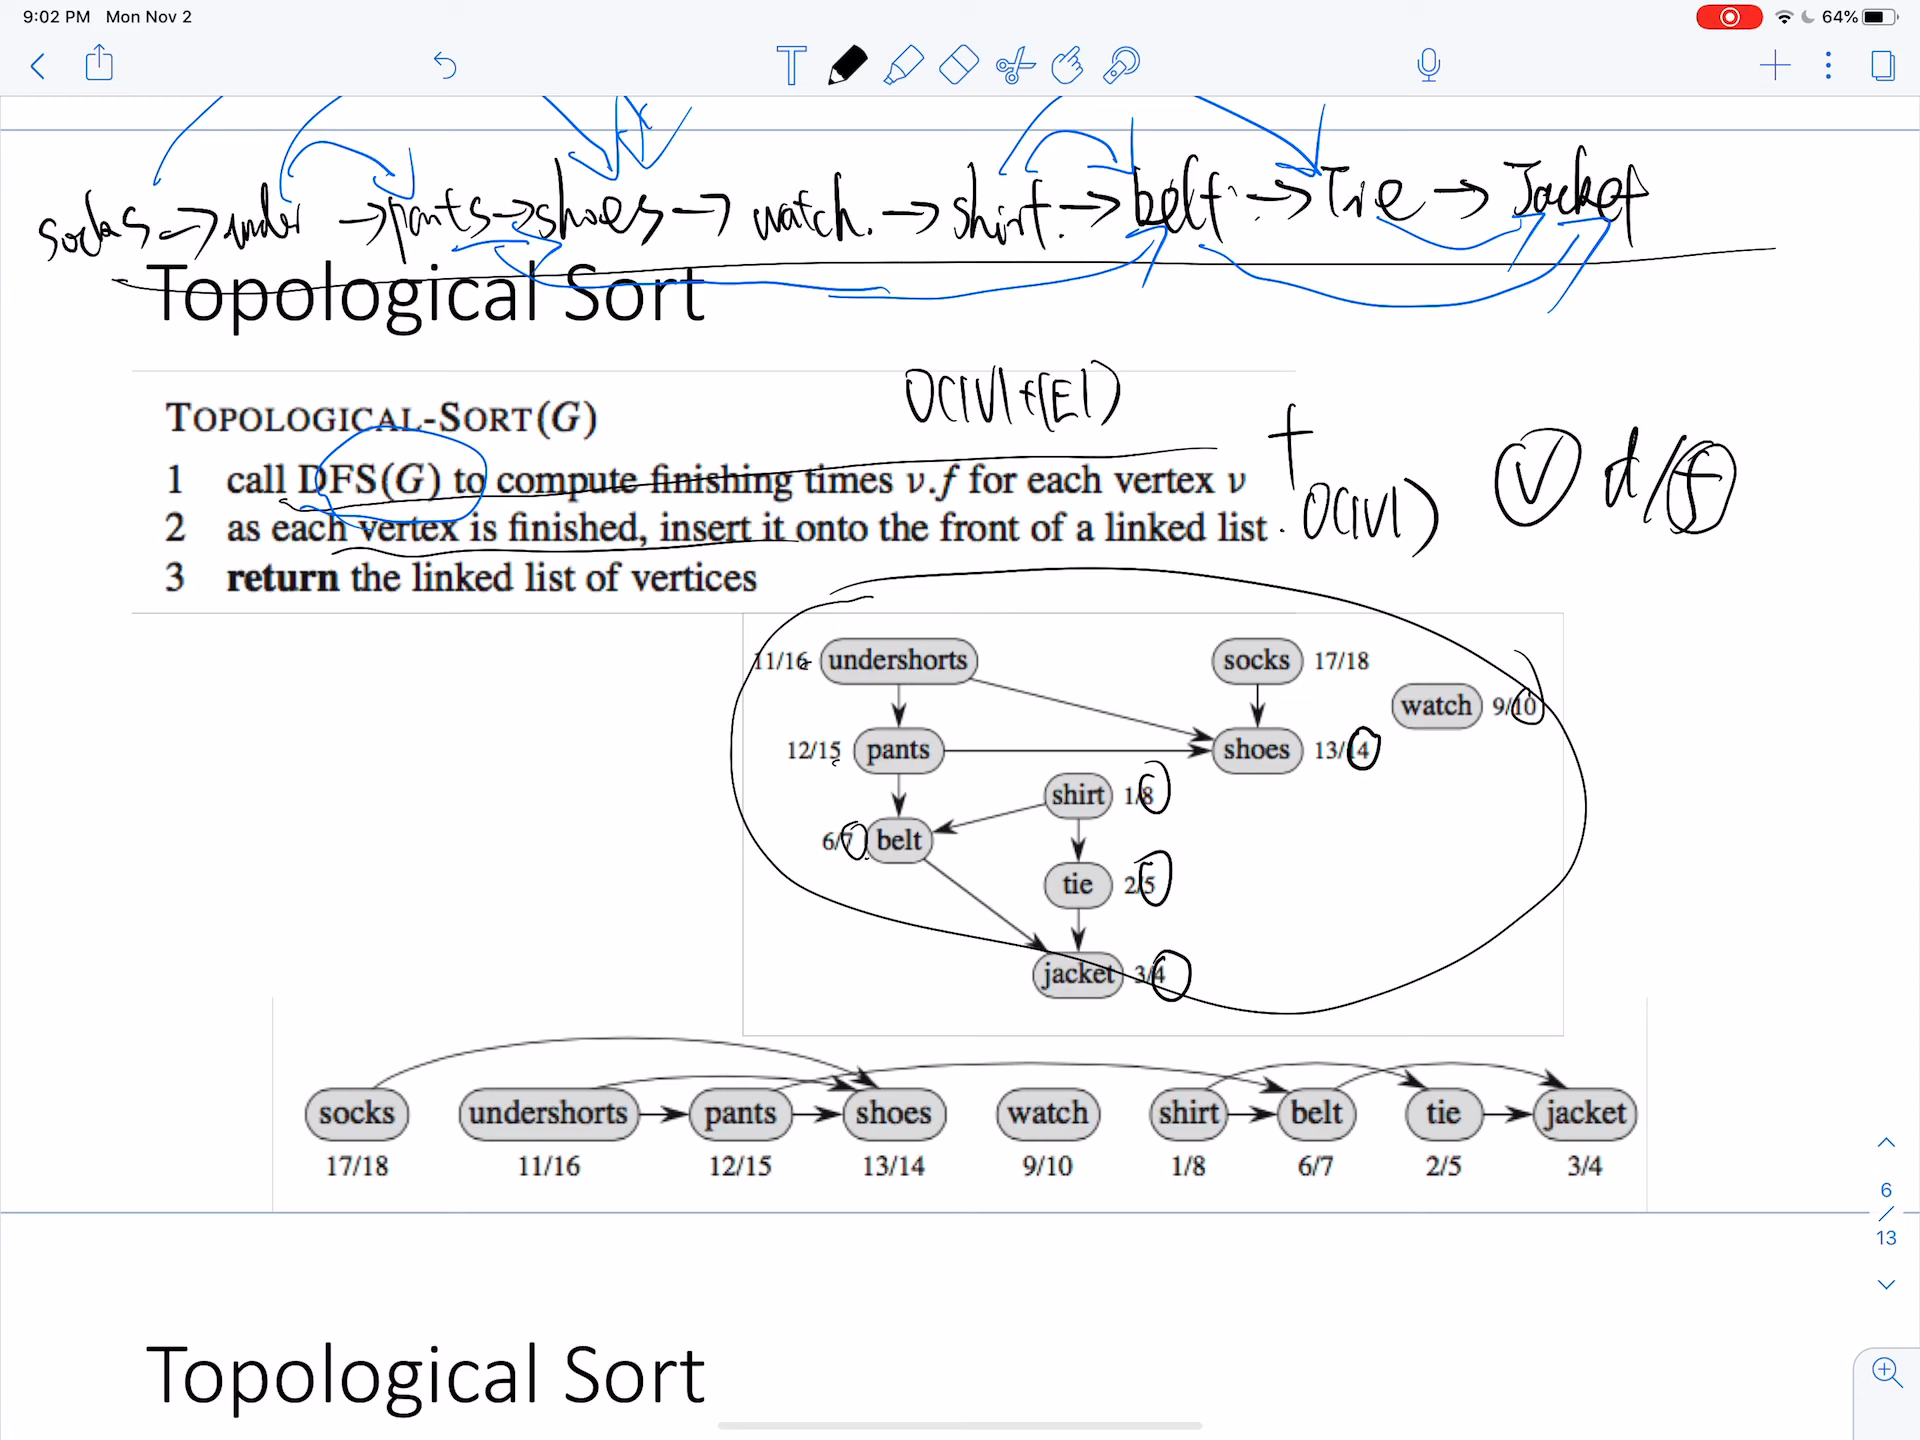 9:02 PM Mon Nov 2
64%
socks → under → pants → shoes → watch. → shirt. → belt → Tie → Jacket
Topological Sort
O(|V|+|E|)
TOPOLOGICAL-SORT(G)
1 call DFS(G) to compute finishing times v.f for each vertex v
2 as each vertex is finished, insert it onto the front of a linked list
3 return the linked list of vertices
+
O(|V|)
V d/f
11/16 undershorts socks 17/18
watch 9/10
12/15 pants shoes 13/14
shirt 1/8
6/7 belt
tie 2/5
jacket 3/4
socks undershorts pants shoes watch shirt belt tie jacket
17/18 11/16 12/15 13/14 9/10 1/8 6/7 2/5 3/4
6
/
13
Topological Sort